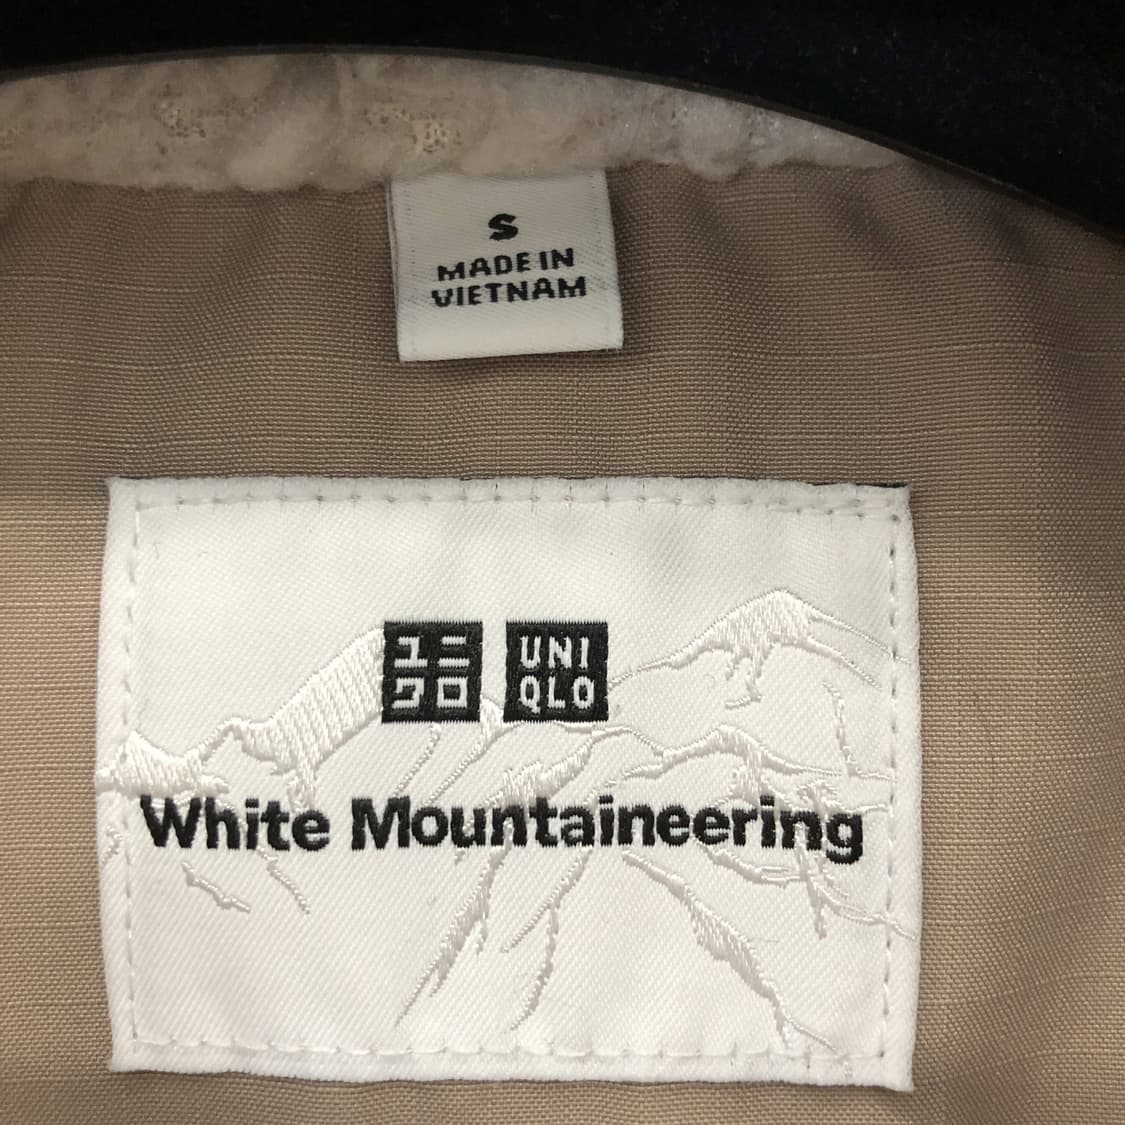 S
MADE IN
VIETNAM
ユニ UNI
クロ QLO
White Mountaineering